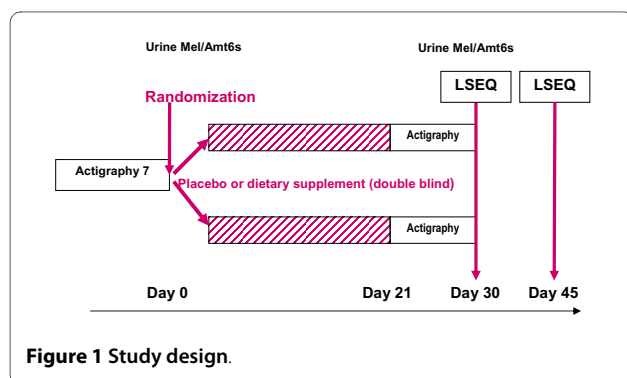 Urine Mel/Amt6s Urine Mel/Amt6s
LSEQ LSEQ
Randomization
Actigraphy
Actigraphy 7
Placebo or dietary supplement (double blind)
Actigraphy
Day 0 Day 21 Day 30 Day 45
Figure 1 Study design.